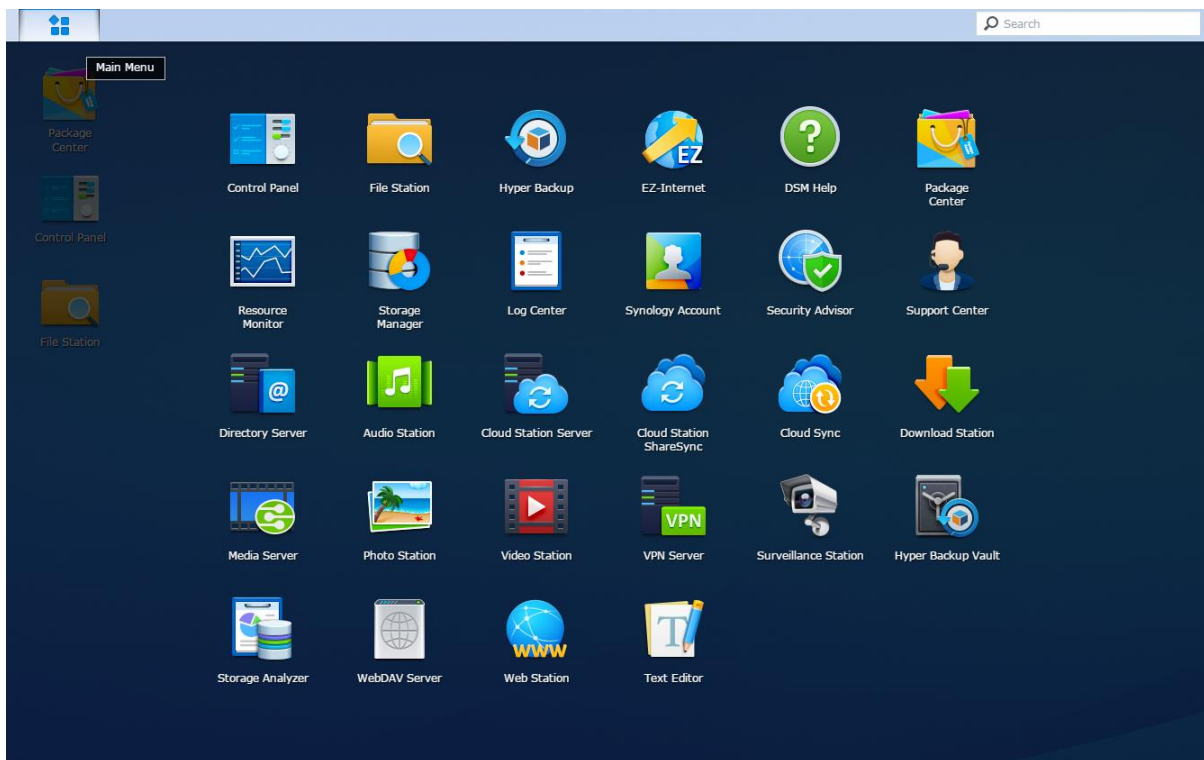 Search
Main Menu
Package
Center
Control Panel
File Station
Control Panel
File Station
Hyper Backup
EZ
EZ-Internet
?
DSM Help
Package
Center
Resource
Monitor
Storage
Manager
Log Center
Synology Account
Security Advisor
Support Center
@
Directory Server
Audio Station
Cloud Station Server
Cloud Station
ShareSync
Cloud Sync
Download Station
Media Server
Photo Station
Video Station
VPN
VPN Server
Surveillance Station
Hyper Backup Vault
Storage Analyzer
WebDAV Server
WWW
Web Station
T
Text Editor